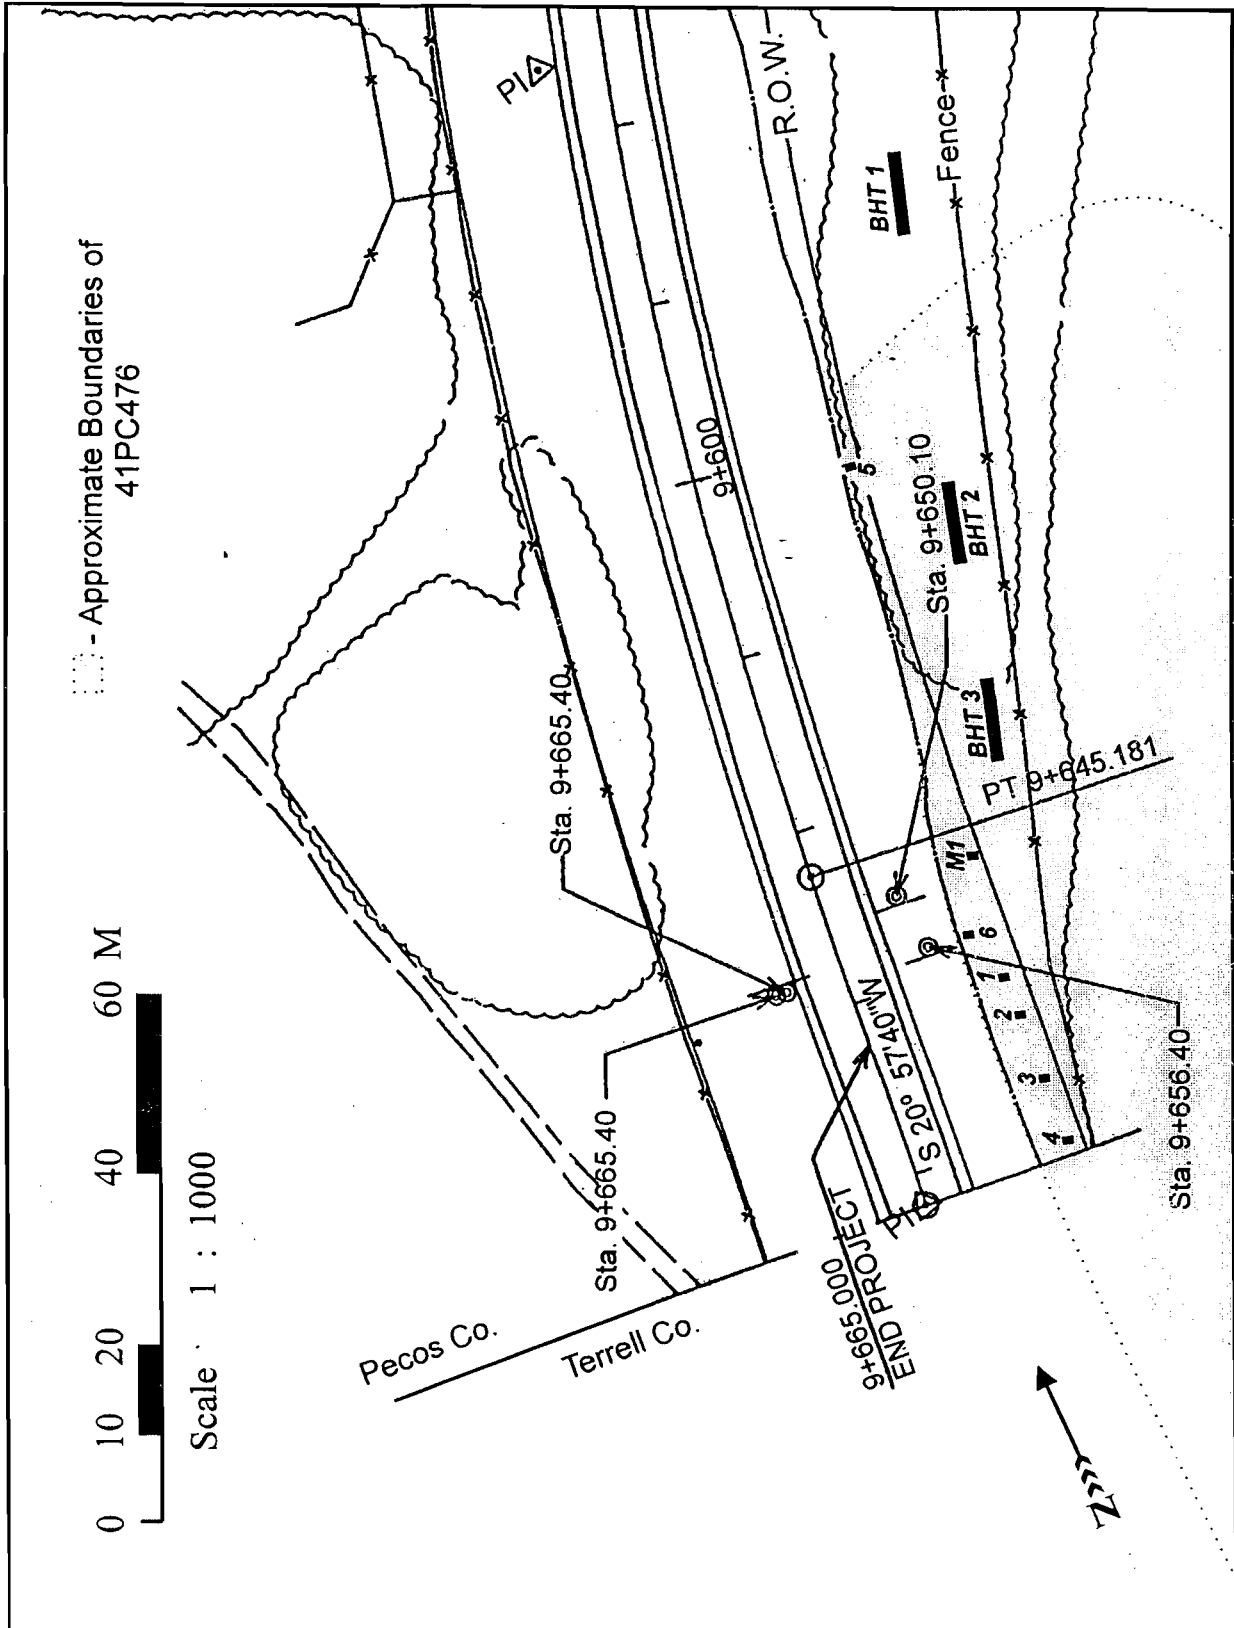 0 10 20 40 60 M
Scale 1 : 1000
- Approximate Boundaries of
41PC476
Pecos Co.
Terrell Co.
Sta. 9+665.40
Sta. 9+665.40
9+665.000
END PROJECT
PI
S 20° 57'40"W
9+600
PI
R.O.W.
Fence
BHT 1
BHT 2
BHT 3
5
Sta. 9+650.10
PT 9+645.181
M1
6
1
2
3
4
Sta. 9+656.40
N